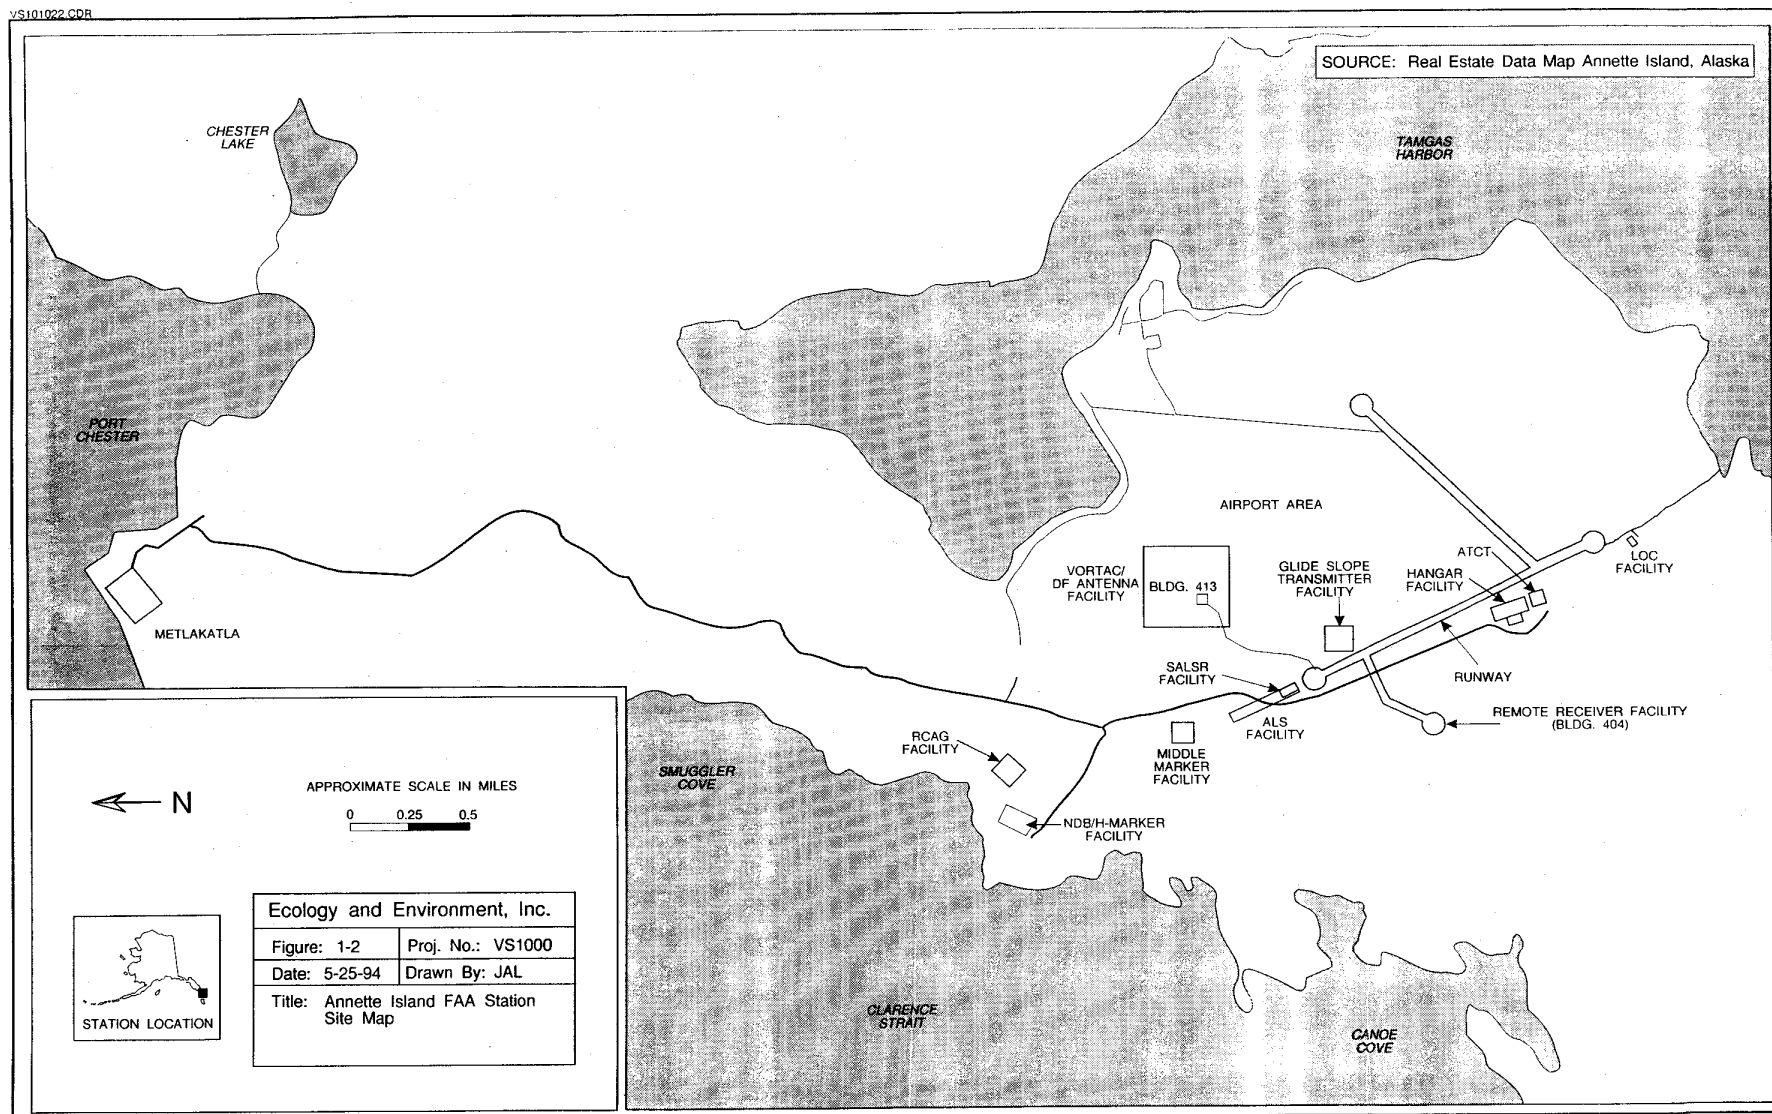 VS101022.CDR
SOURCE: Real Estate Data Map Annette Island, Alaska
CHESTER
LAKE
TAMGAS
HARBOR
PORT
CHESTER
AIRPORT AREA
VORTAC/
DF ANTENNA
FACILITY
BLDG. 413
GLIDE SLOPE
TRANSMITTER
FACILITY
ATCT
HANGAR
FACILITY
LOC
FACILITY
METLAKATLA
SALSR
FACILITY
RUNWAY
ALS
FACILITY
REMOTE RECEIVER FACILITY
(BLDG. 404)
RCAG
FACILITY
MIDDLE
MARKER
FACILITY
SMUGGLER
COVE
NDB/H-MARKER
FACILITY
N
APPROXIMATE SCALE IN MILES
0 0.25 0.5
STATION LOCATION
Ecology and Environment, Inc.
Figure: 1-2
Proj. No.: VS1000
Date: 5-25-94
Drawn By: JAL
Title: Annette Island FAA Station
Site Map
CLARENCE
STRAIT
CANOE
COVE